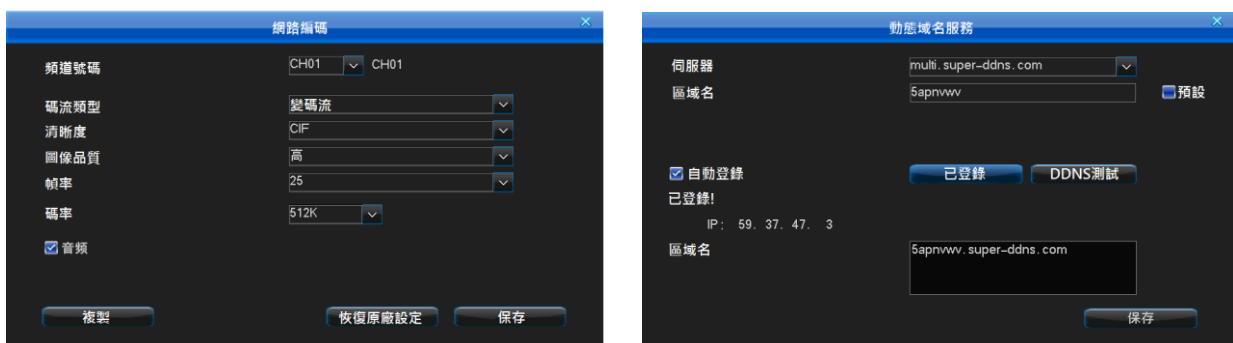 網路編碼
頻道號碼 CH01 CH01
碼流類型 變碼流
清晰度 CIF
圖像品質 高
幀率 25
碼率 512K
音頻
複製 恢復原廠設定 保存
動態域名服務
伺服器 multi.super-ddns.com
區域名 5apnvwv 預設
自動登錄 已登錄 DDNS測試
已登錄!
IP: 59. 37. 47. 3
區域名 5apnvwv.super-ddns.com
保存